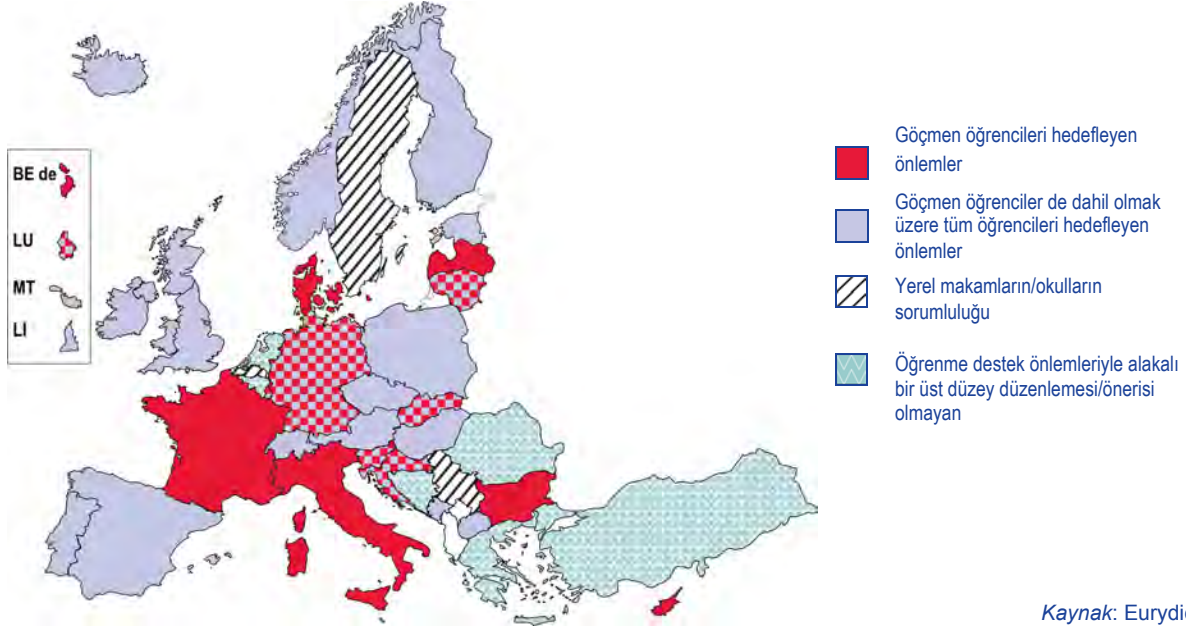 BE de
LU
MT
LI
Göçmen öğrencileri hedefleyen
önlemler
Göçmen öğrenciler de dahil olmak
üzere tüm öğrencileri hedefleyen
önlemler
Yerel makamların/okulların
sorumluluğu
Öğrenme destek önlemleriyle alakalı
bir üst düzey düzenlemesi/önerisi
olmayan
Kaynak: Eurydi